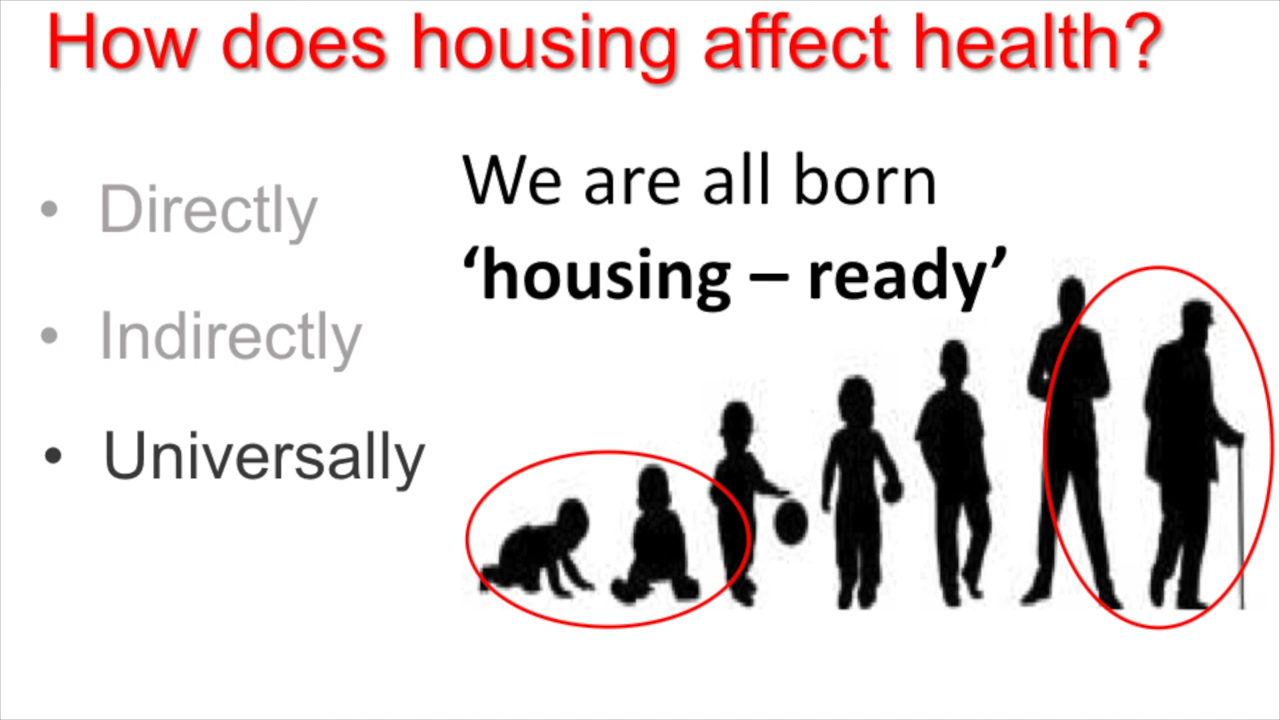 How does housing affect health?
• Directly
• Indirectly
• Universally
We are all born
‘housing – ready’